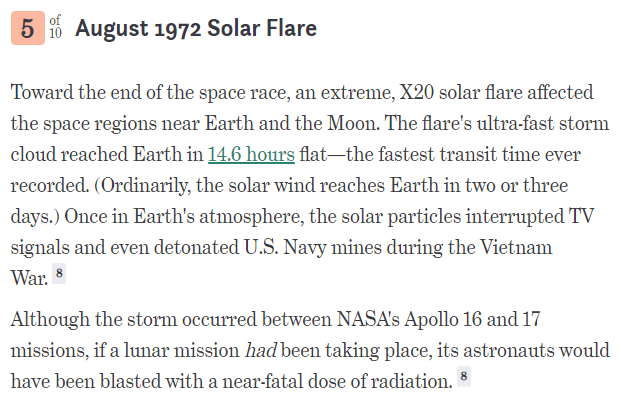 5 of 10 August 1972 Solar Flare
Toward the end of the space race, an extreme, X20 solar flare affected
the space regions near Earth and the Moon. The flare's ultra-fast storm
cloud reached Earth in 14.6 hours flat—the fastest transit time ever
recorded. (Ordinarily, the solar wind reaches Earth in two or three
days.) Once in Earth's atmosphere, the solar particles interrupted TV
signals and even detonated U.S. Navy mines during the Vietnam
War. 8
Although the storm occurred between NASA's Apollo 16 and 17
missions, if a lunar mission had been taking place, its astronauts would
have been blasted with a near-fatal dose of radiation. 8